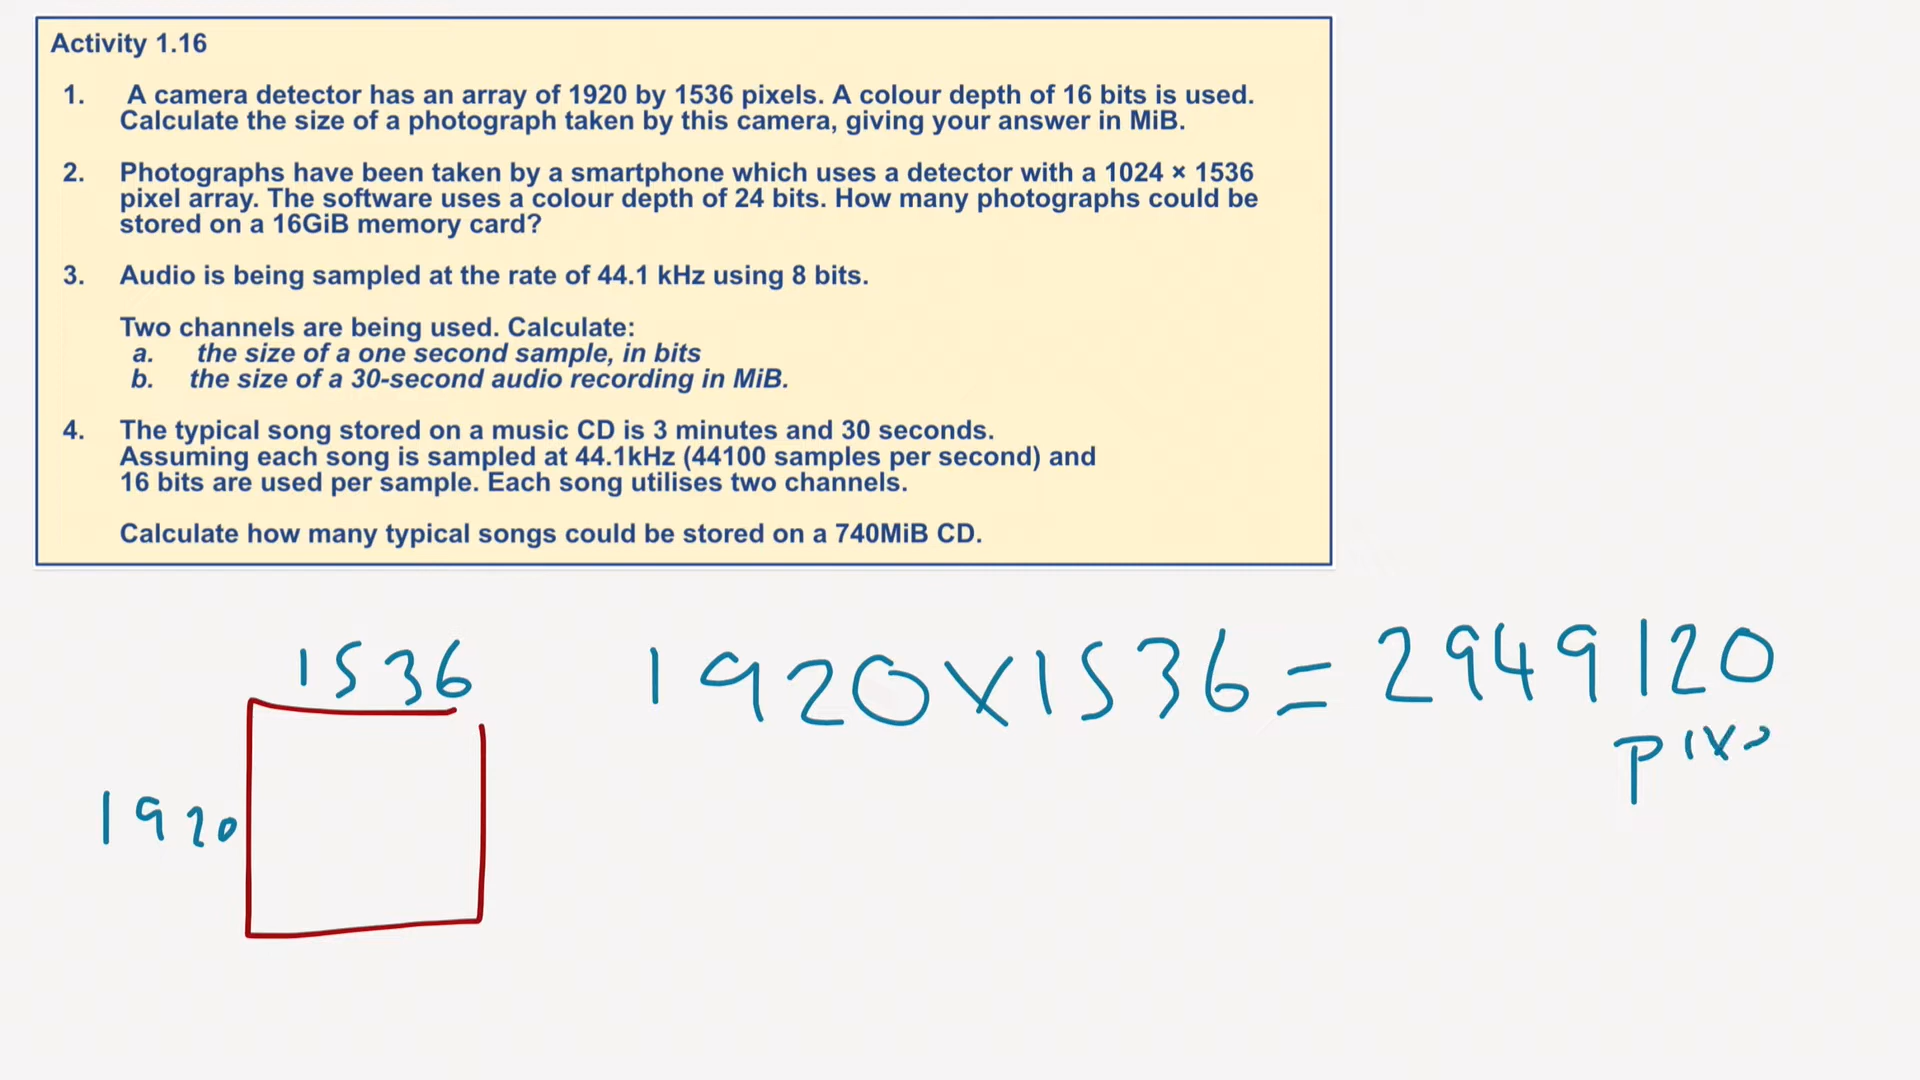 Activity 1.16
1. A camera detector has an array of 1920 by 1536 pixels. A colour depth of 16 bits is used.
Calculate the size of a photograph taken by this camera, giving your answer in MiB.
2. Photographs have been taken by a smartphone which uses a detector with a 1024 × 1536
pixel array. The software uses a colour depth of 24 bits. How many photographs could be
stored on a 16GiB memory card?
3. Audio is being sampled at the rate of 44.1 kHz using 8 bits.
Two channels are being used. Calculate:
a. the size of a one second sample, in bits
b. the size of a 30-second audio recording in MiB.
4. The typical song stored on a music CD is 3 minutes and 30 seconds.
Assuming each song is sampled at 44.1kHz (44100 samples per second) and
16 bits are used per sample. Each song utilises two channels.
Calculate how many typical songs could be stored on a 740MiB CD.
1536
1920
1920×1536=2949120